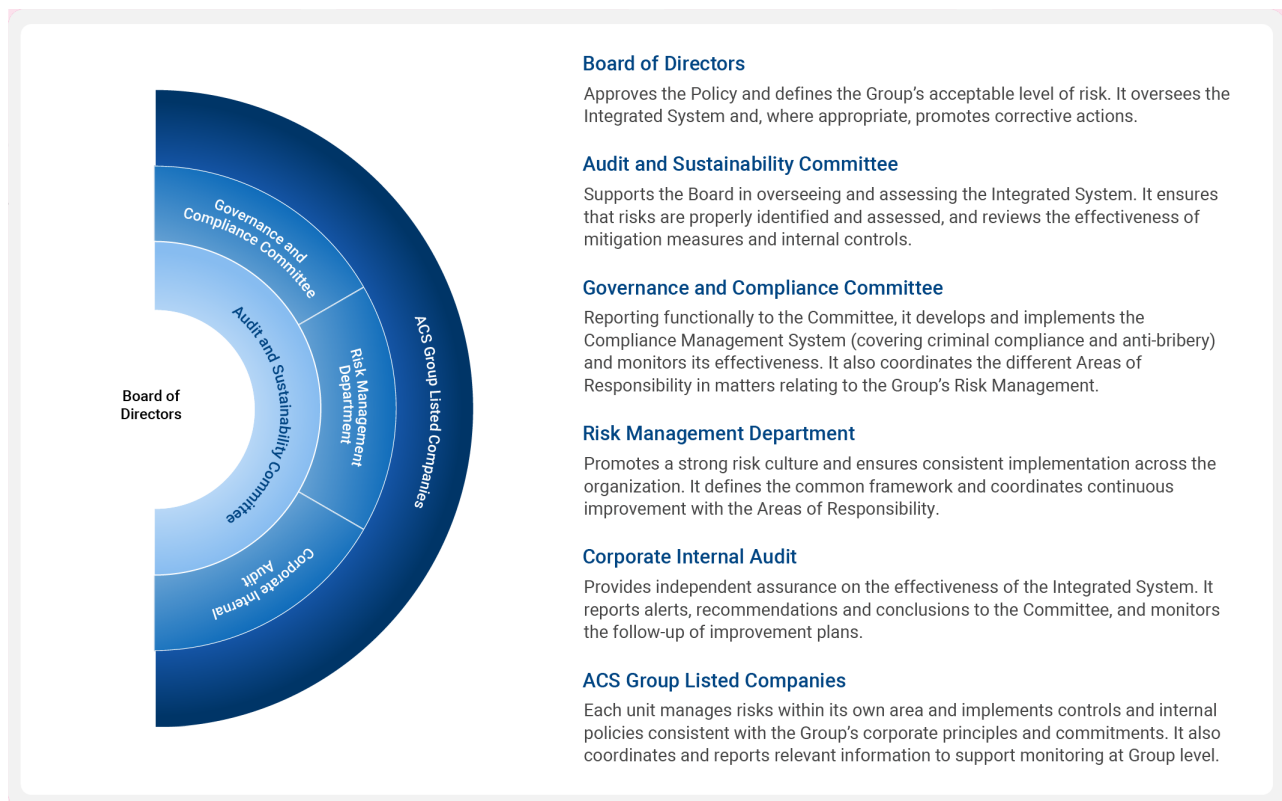 Board of Directors
Approves the Policy and defines the Group’s acceptable level of risk. It oversees the
Integrated System and, where appropriate, promotes corrective actions.
Audit and Sustainability Committee
Supports the Board in overseeing and assessing the Integrated System. It ensures
that risks are properly identified and assessed, and reviews the effectiveness of
mitigation measures and internal controls.
Governance and Compliance Committee
Reporting functionally to the Committee, it develops and implements the
Compliance Management System (covering criminal compliance and anti-bribery)
and monitors its effectiveness. It also coordinates the different Areas of
Responsibility in matters relating to the Group’s Risk Management.
Risk Management Department
Promotes a strong risk culture and ensures consistent implementation across the
organization. It defines the common framework and coordinates continuous
improvement with the Areas of Responsibility.
Corporate Internal Audit
Provides independent assurance on the effectiveness of the Integrated System. It
reports alerts, recommendations and conclusions to the Committee, and monitors
the follow-up of improvement plans.
ACS Group Listed Companies
Each unit manages risks within its own area and implements controls and internal
policies consistent with the Group’s corporate principles and commitments. It also
coordinates and reports relevant information to support monitoring at Group level.
Board of
Directors
Audit and Sustainability Committee
Governance and
Compliance Committee
Risk Management
Department
Corporate Internal
Audit
ACS Group Listed Companies